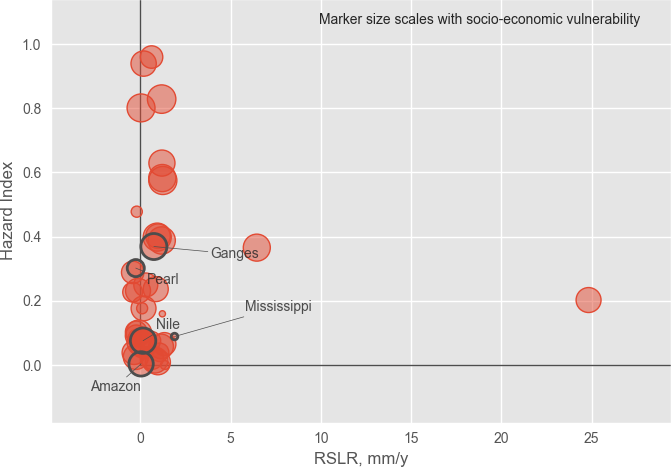 Marker size scales with socio-economic vulnerability
1.0
0.8
0.6
0.4
0.2
0.0
Hazard Index
Ganges
Pearl
Mississippi
Nile
Amazon
0
5
10
15
20
25
RSLR, mm/y